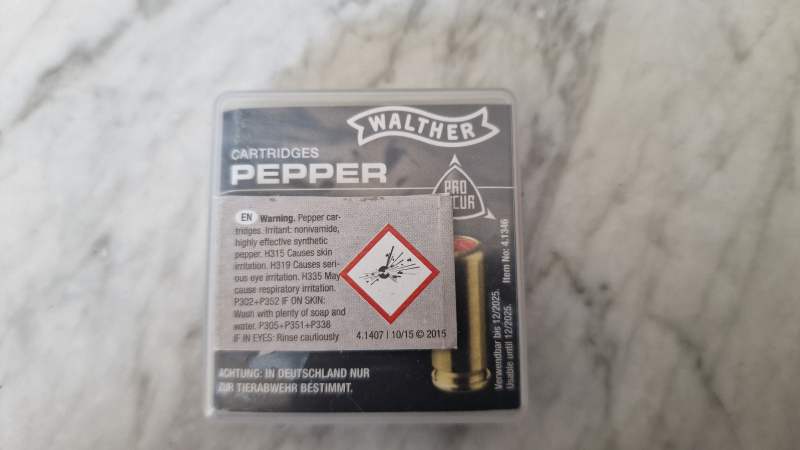 WALTHER
CARTRIDGES
PEPPER
PRO
SECUR
EN Warning. Pepper car-
tridges. Irritant: nonivamide,
highly effective synthetic
pepper. H315 Causes skin
irritation. H319 Causes seri-
ous eye irritation. H335 May
cause respiratory irritation.
P302+P352 IF ON SKIN:
Wash with plenty of soap and
water. P305+P351+P338
IF IN EYES: Rinse cautiously
4.1407 | 10/15 © 2015
Item No: 4.1346
Verwendbar bis 12/2025.
Usable until 12/2025.
ACHTUNG: IN DEUTSCHLAND NUR
ZUR TIERABWEHR BESTIMMT.